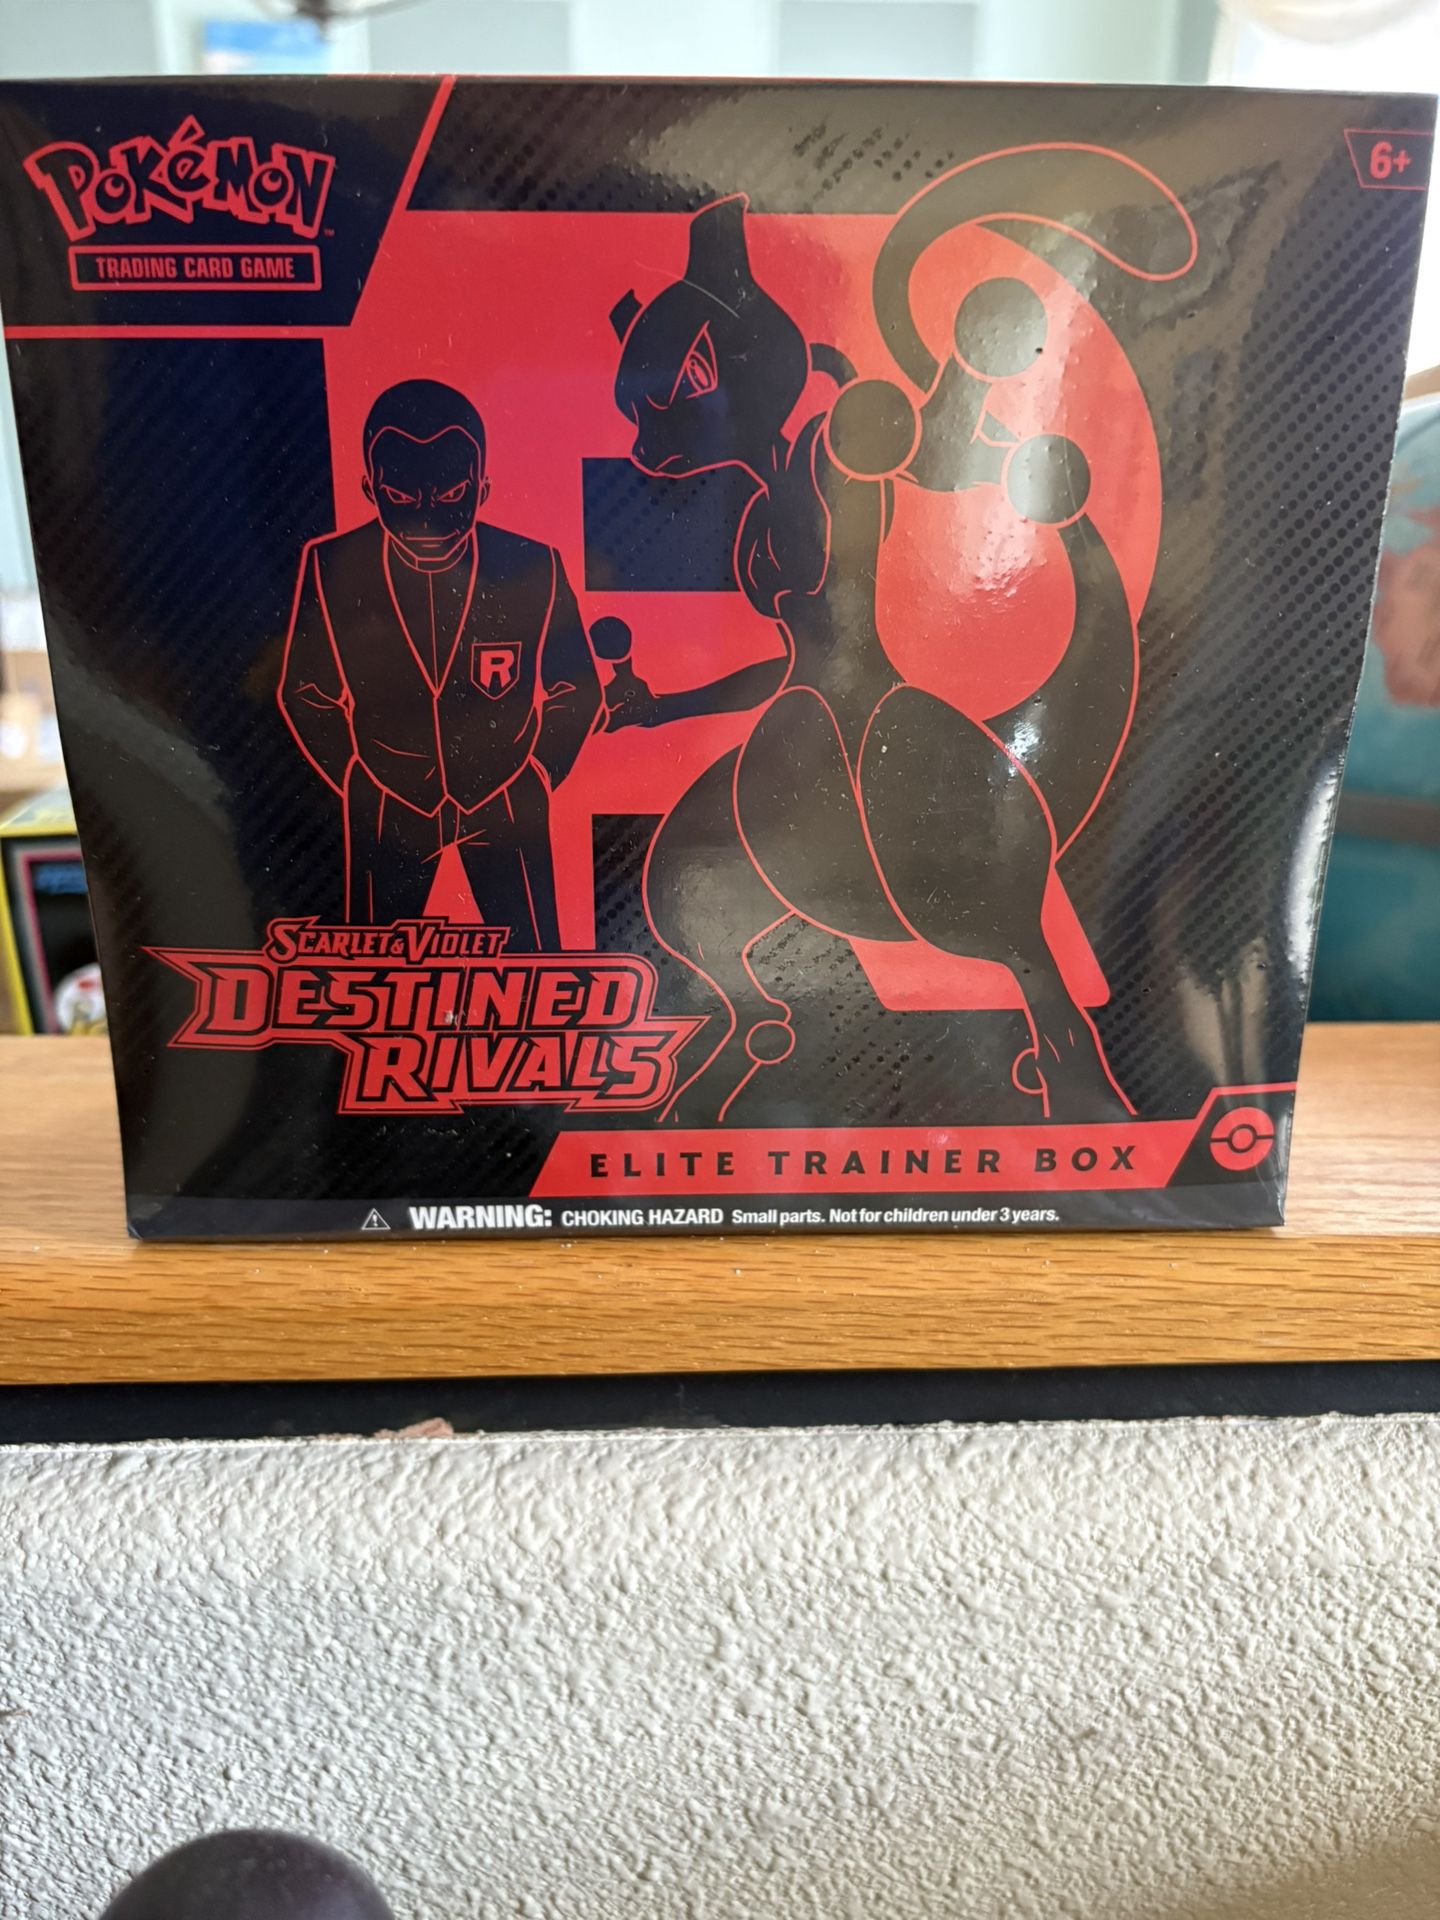 POKéMON
TRADING CARD GAME
6+
R
SCARLET & VIOLET
DESTINED
RIVALS
ELITE TRAINER BOX
WARNING: CHOKING HAZARD Small parts. Not for children under 3 years.